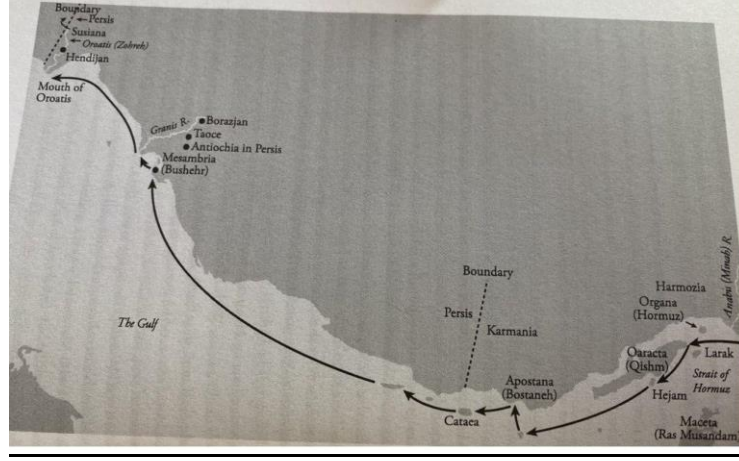 Boundary
Persis
Susiana
Oroatis (Zohreh)
Hendijan
Mouth of
Oroatis
Granis R.
Borazjan
Taoce
Antiochia in Persis
Mesambria
(Bushehr)
The Gulf
Boundary
Persis
Karmania
Apostana
(Bostaneh)
Cataea
Harmozia
Organa
(Hormuz)
Anabis (Minab) R.
Oaracta
(Qishm)
Larak
Strait of
Hormuz
Hejam
Maceta
(Ras Musandam)